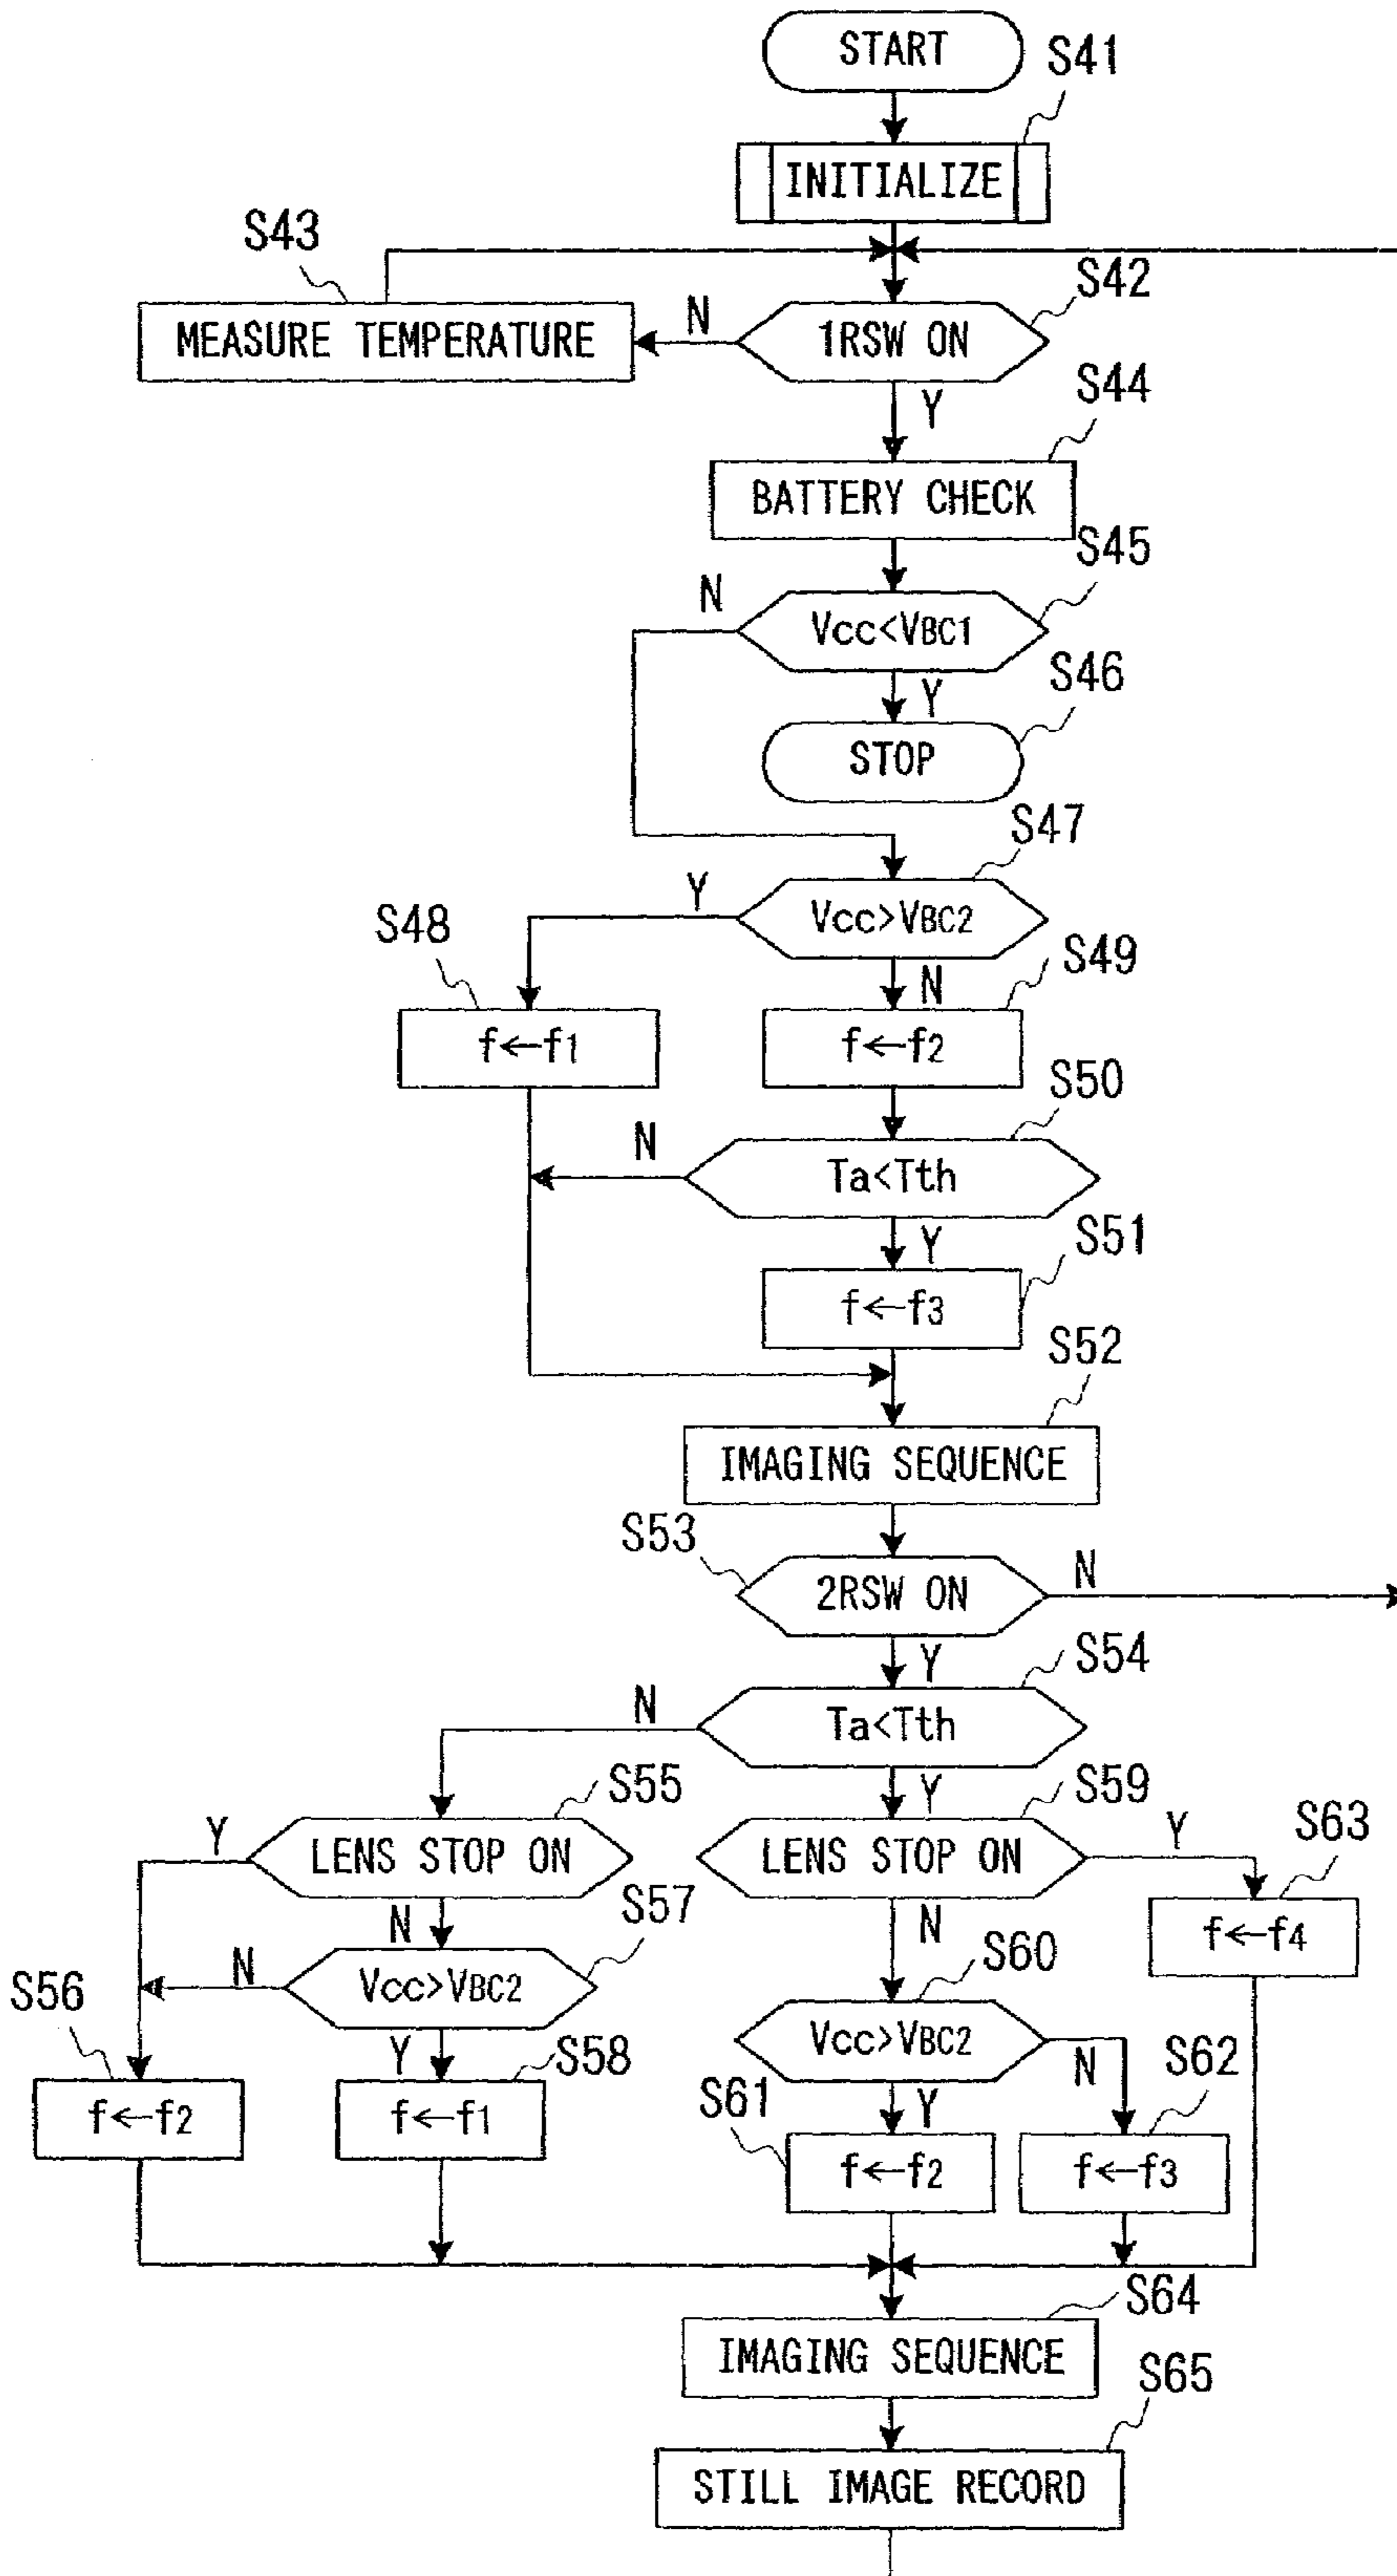 START
S41
INITIALIZE
S43
S42
MEASURE TEMPERATURE
N
1RSW ON
Y
S44
BATTERY CHECK
S45
N
Vcc<VBC1
Y
S46
STOP
S47
Y
Vcc>VBC2
S48
N
S49
f←f1
f←f2
S50
N
Ta<Tth
Y
S51
f←f3
S52
IMAGING SEQUENCE
S53
2RSW ON
N
Y
S54
N
Ta<Tth
S55
Y
S59
Y
LENS STOP ON
LENS STOP ON
Y
S63
N
S57
N
f←f4
S56
N
Vcc>VBC2
S60
Y
S58
Vcc>VBC2
N
S62
f←f2
f←f1
S61
Y
f←f2
f←f3
S64
IMAGING SEQUENCE
S65
STILL IMAGE RECORD